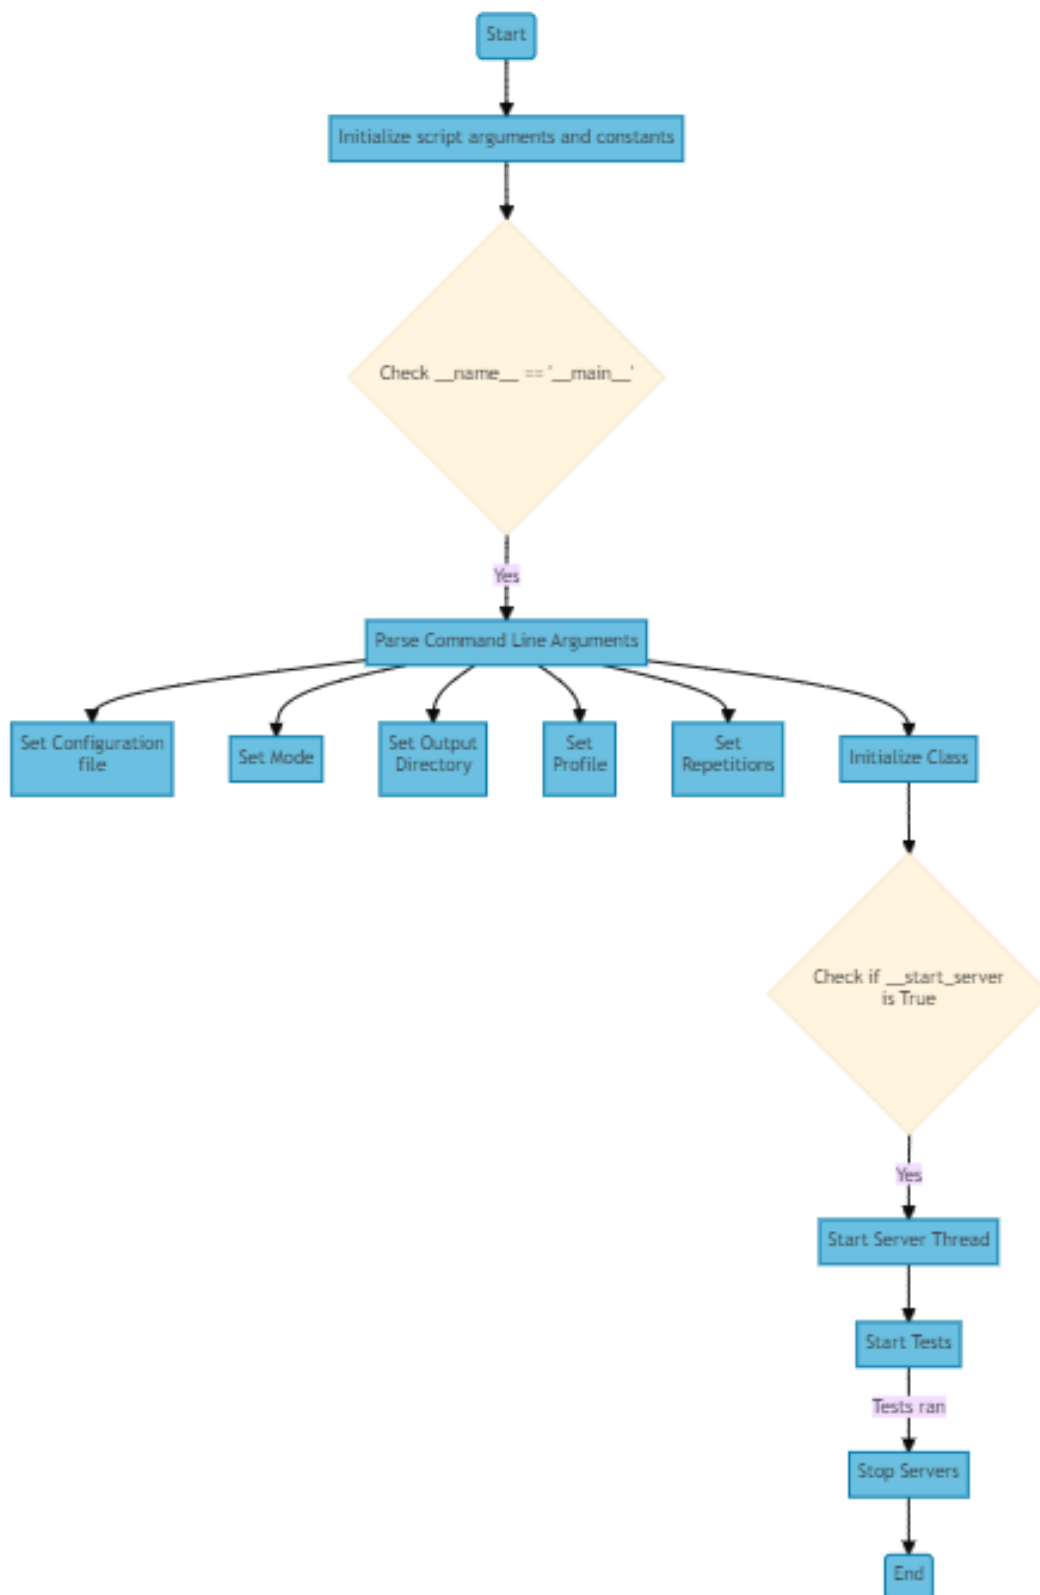 Start
Initialize script arguments and constants
Check __name__ == '__main__'
Yes
Parse Command Line Arguments
Set Configuration
file
Set Mode
Set Output
Directory
Set
Profile
Set
Repetitions
Initialize Class
Check if __start_server
is True
Yes
Start Server Thread
Start Tests
Tests ran
Stop Servers
End